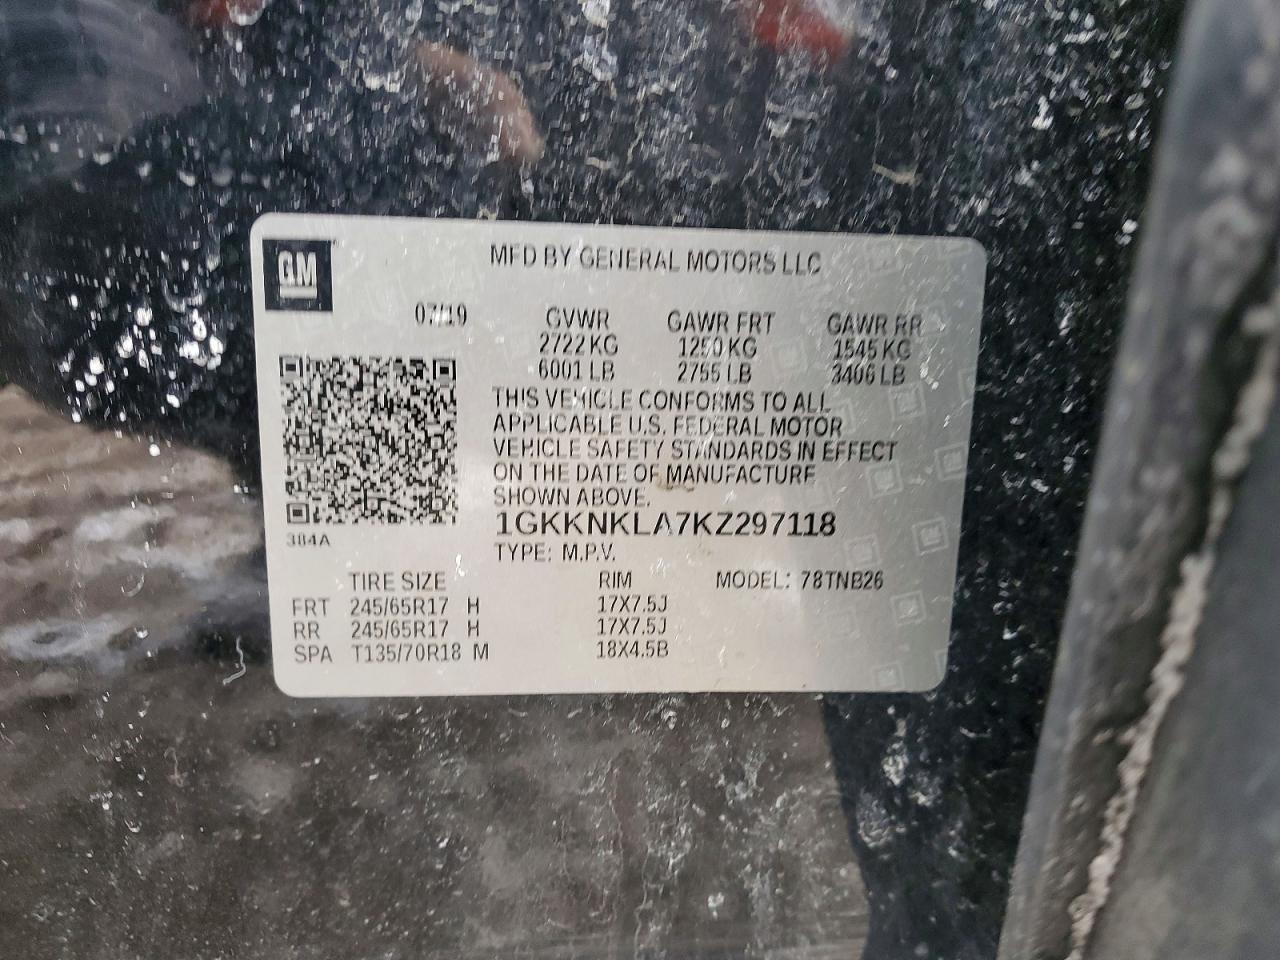 GM
MFD BY GENERAL MOTORS LLC
07/19 GVWR GAWR FRT GAWR RR
2722 KG 1250 KG 1545 KG
6001 LB 2755 LB 3406 LB
THIS VEHICLE CONFORMS TO ALL
APPLICABLE U.S. FEDERAL MOTOR
VEHICLE SAFETY STANDARDS IN EFFECT
ON THE DATE OF MANUFACTURE
SHOWN ABOVE.
1GKKNKLA7KZ297118
384A
TYPE: M.P.V.
TIRE SIZE RIM MODEL: 78TNB26
FRT 245/65R17 H 17X7.5J
RR 245/65R17 H 17X7.5J
SPA T135/70R18 M 18X4.5B